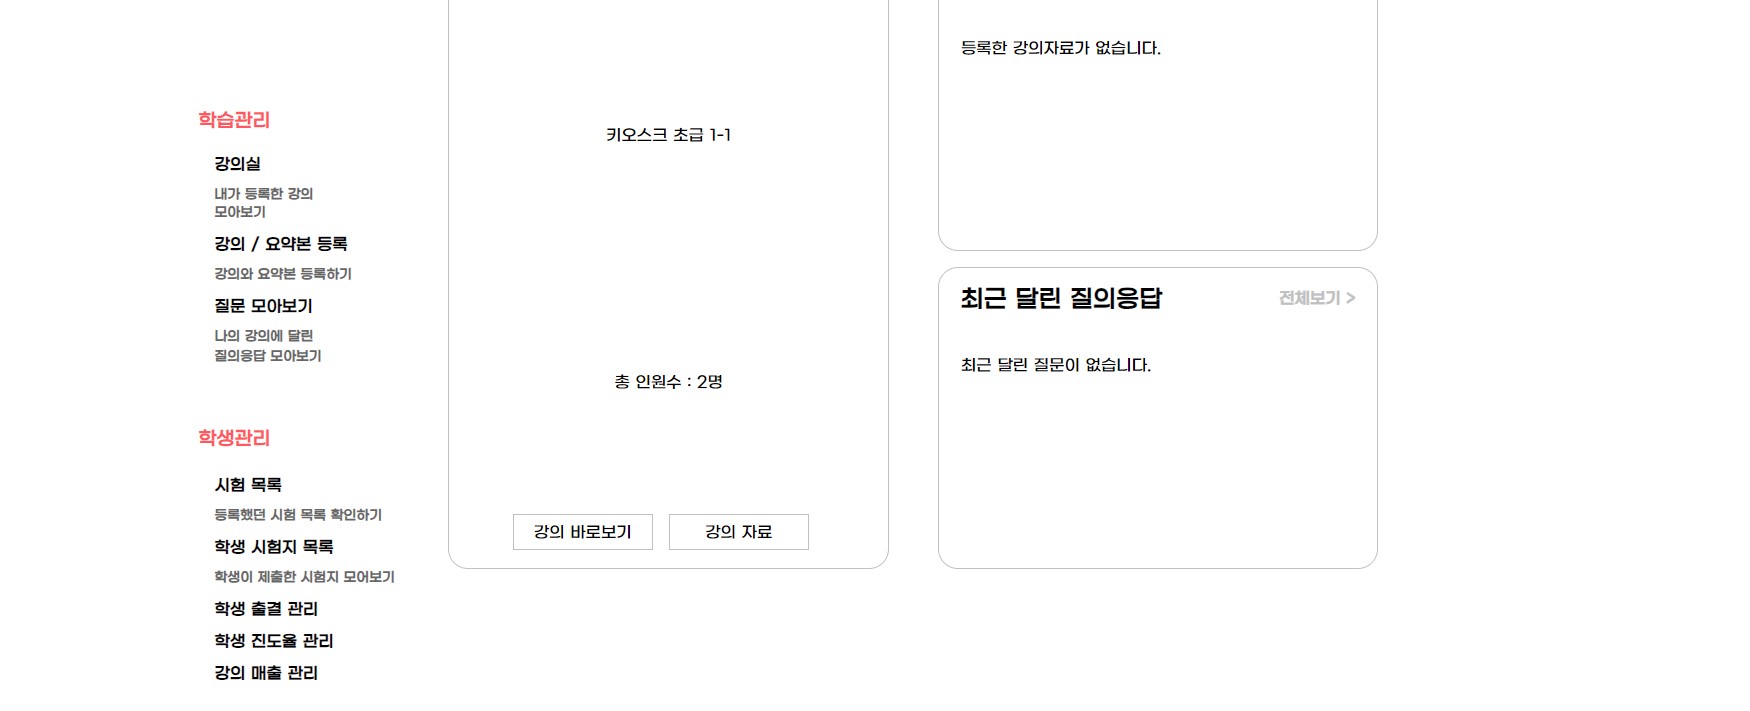 학습관리
강의실
내가 등록한 강의
모아보기
강의 / 요약본 등록
강의와 요약본 등록하기
질문 모아보기
나의 강의에 달린
질의응답 모아보기
학생관리
시험 목록
등록했던 시험 목록 확인하기
학생 시험지 목록
학생이 제출한 시험지 모어보기
학생 출결 관리
학생 진도율 관리
강의 매출 관리
키오스크 초급 1-1
총 인원수 : 2명
강의 바로보기 강의 자료
등록한 강의자료가 없습니다.
최근 달린 질의응답 전체보기 >
최근 달린 질문이 없습니다.